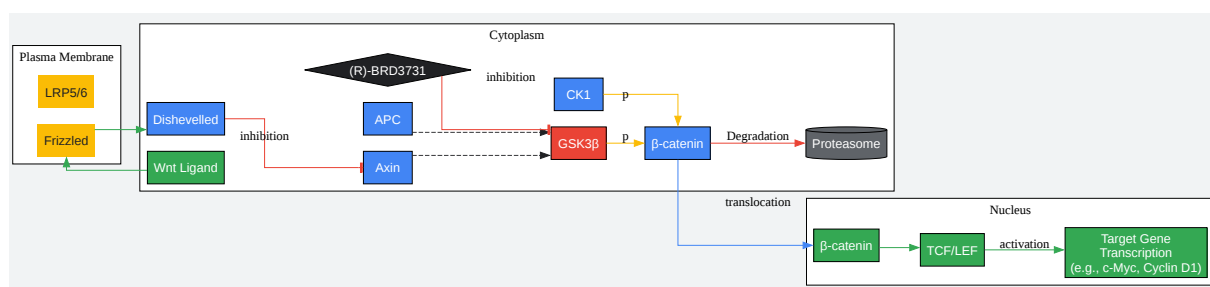 Plasma Membrane
LRP5/6
Frizzled
Cytoplasm
(R)-BRD3731
inhibition
CK1
p
Dishevelled
inhibition
APC
GSK3β
p
β-catenin
Degradation
Proteasome
Wnt Ligand
Axin
translocation
Nucleus
β-catenin
TCF/LEF
activation
Target Gene
Transcription
(e.g., c-Myc, Cyclin D1)